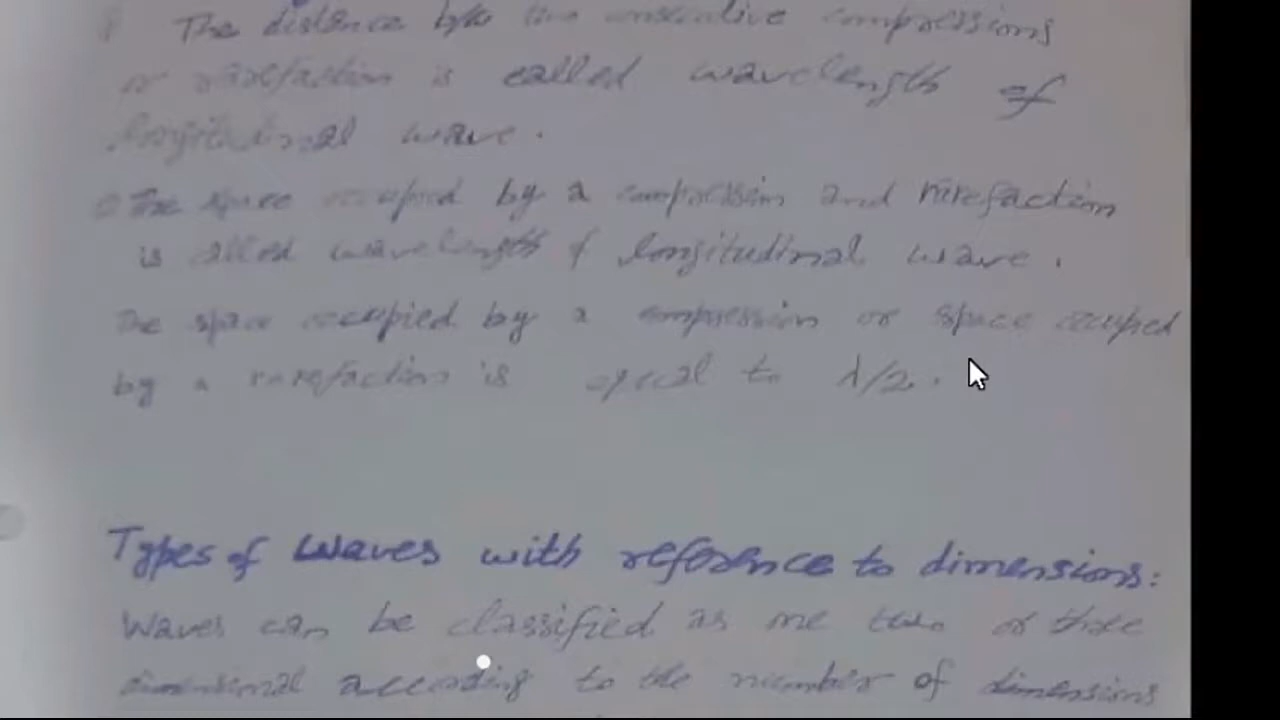 The distance b/w two consecutive compressions
or rarefaction is called wavelength of
longitudinal wave.
The space occupied by a compression and rarefaction
is called wavelength of longitudinal wave.
The space occupied by a compression or space occupied
by a rarefaction is equal to λ/2.
Types of waves with reference to dimensions:
Waves can be classified as one two or three
dimensional according to the number of dimensions